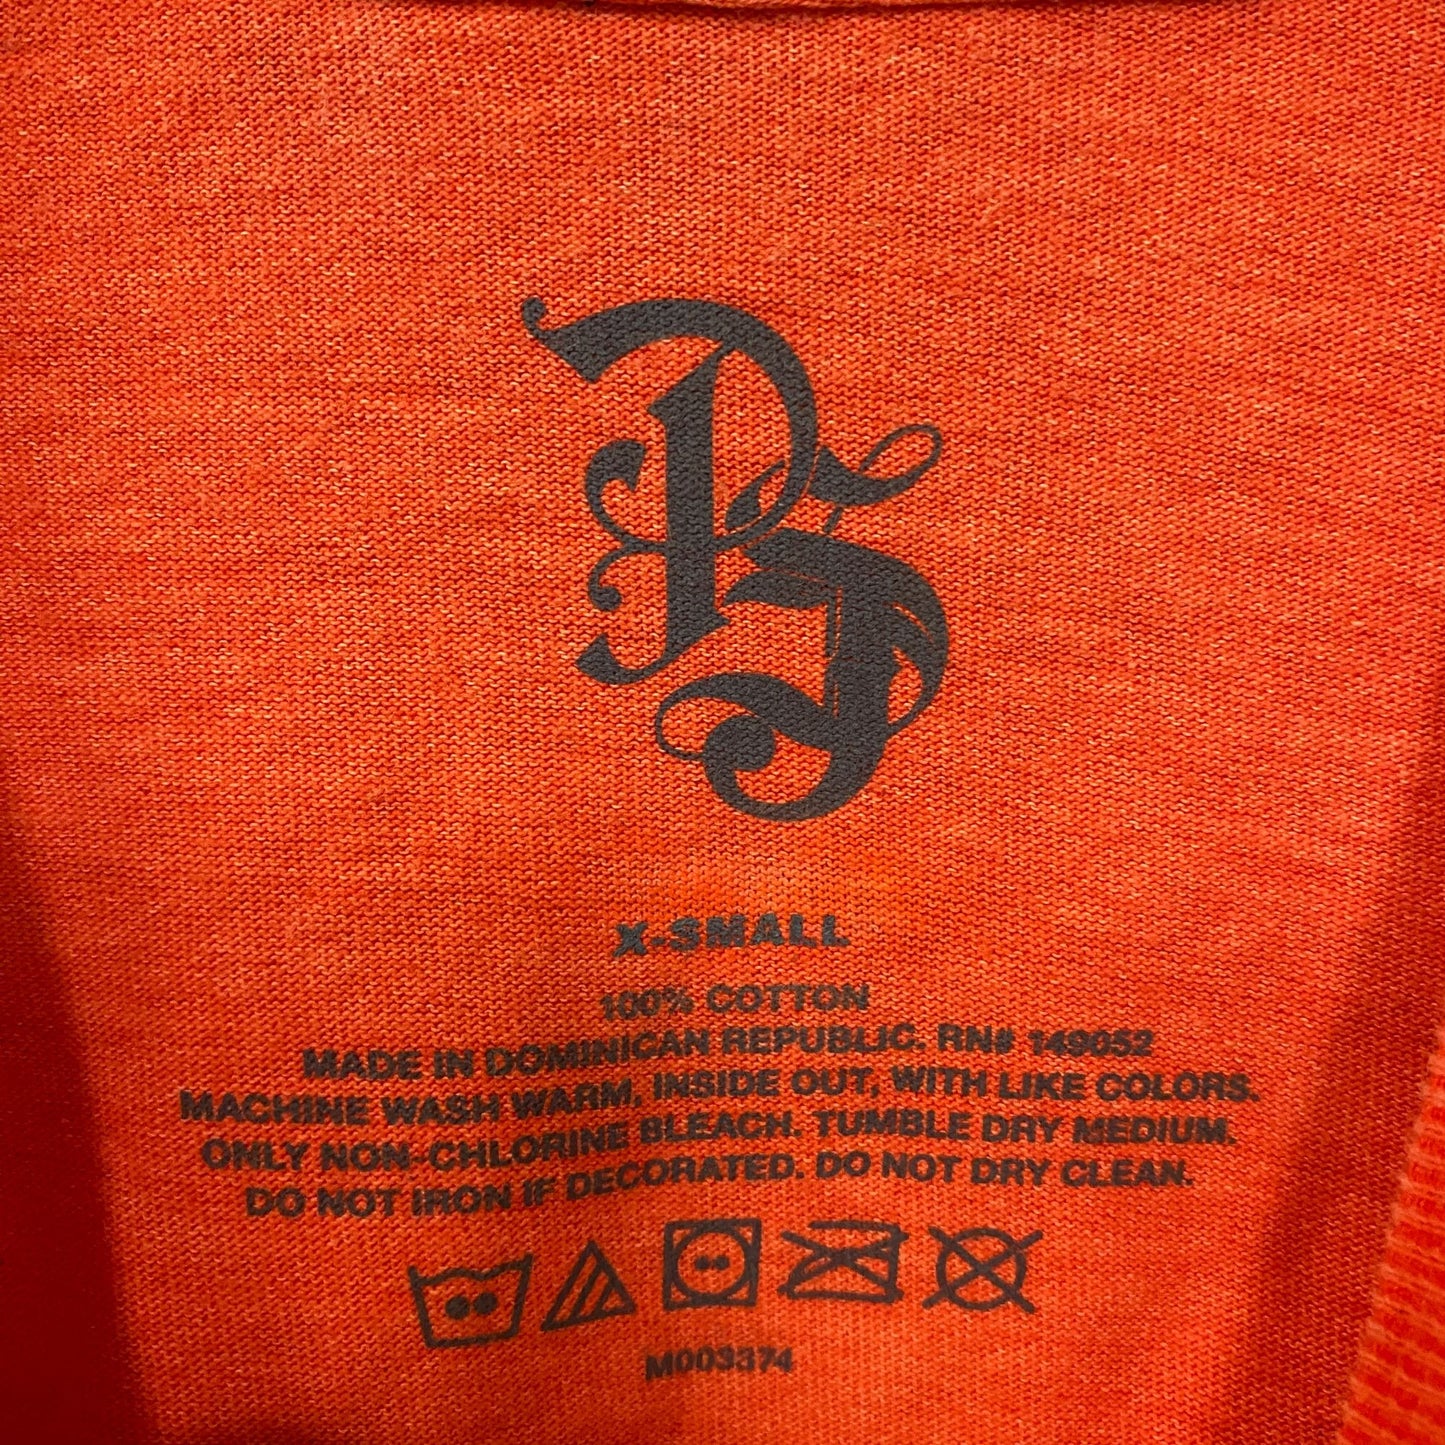 X-SMALL
100% COTTON
MADE IN DOMINICAN REPUBLIC. RN# 149052
MACHINE WASH WARM, INSIDE OUT, WITH LIKE COLORS.
ONLY NON-CHLORINE BLEACH. TUMBLE DRY MEDIUM.
DO NOT IRON IF DECORATED. DO NOT DRY CLEAN.
M003374